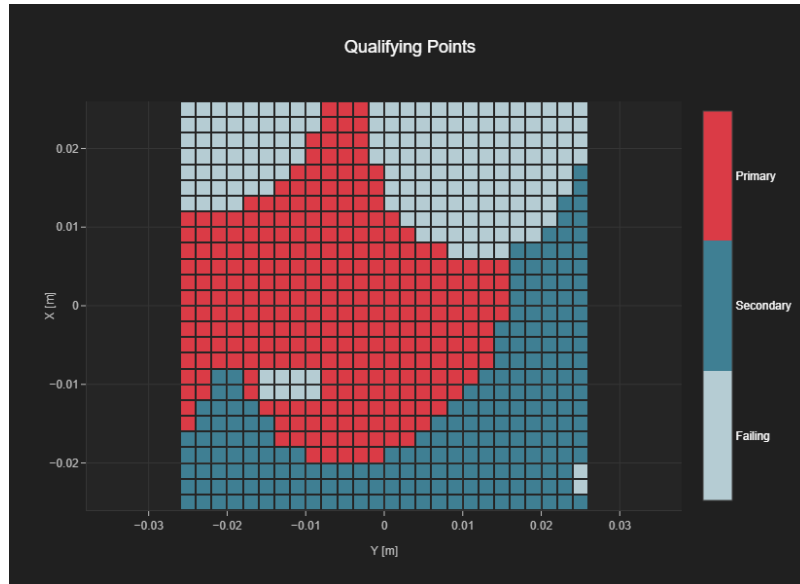 Qualifying Points
0.02
0.01
0
−0.01
−0.02
X [m]
−0.03
−0.02
−0.01
0
0.01
0.02
0.03
Y [m]
Primary
Secondary
Failing